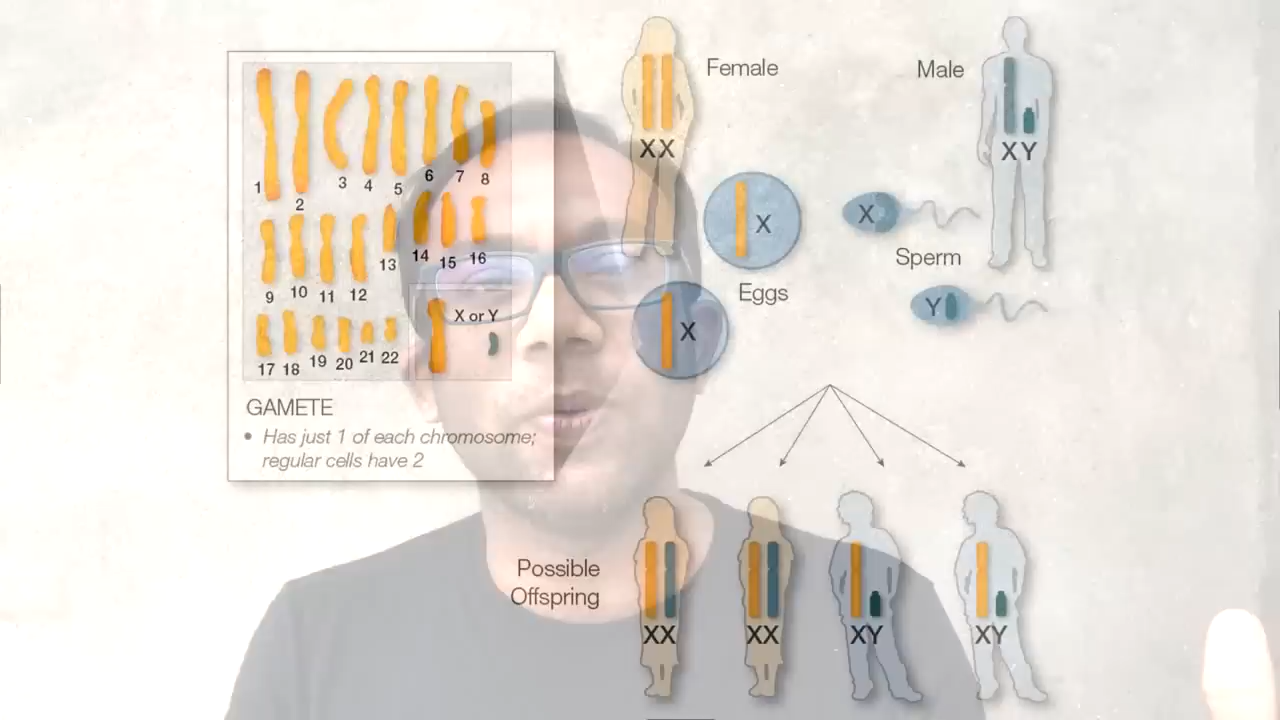 Female
Male
1
2
3
4
5
6
7
8
XX
XY
X
X
9
10
11
12
13
14
15
16
Sperm
Eggs
X or Y
Y
X
17
18
19
20
21
22
GAMETE
• Has just 1 of each chromosome;
regular cells have 2
Possible
Offspring
XX
XX
XY
XY